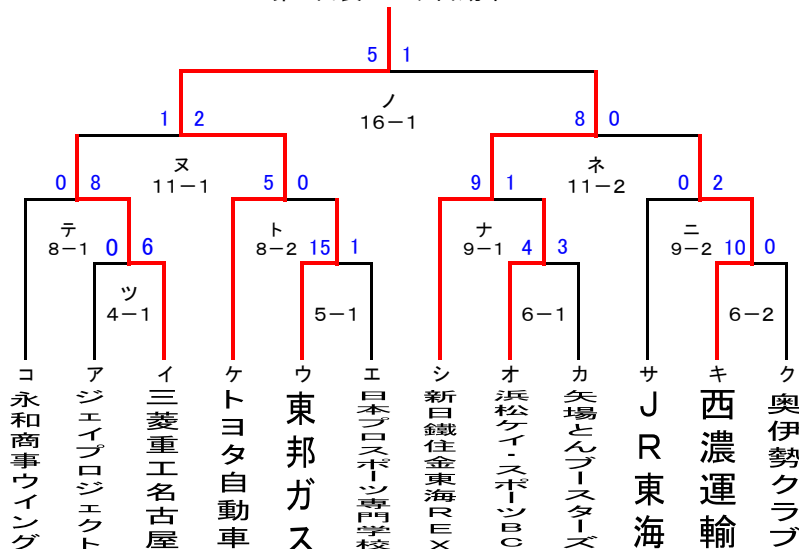 5 1
ノ
16-1
1 2
8 0
ヌ
11-1
ネ
11-2
0 8
5 0
9 1
0 2
テ
8-1
ト
8-2
ナ
9-1
ニ
9-2
0 6
15 1
4 3
10 0
ツ
4-1
5-1
6-1
6-2
コ
永和商事ウイング
ア
ジェイプロジェクト
イ
三菱重工名古屋
ケ
トヨタ自動車
ウ
東邦ガス
エ
日本プロスポーツ専門学校
シ
新日鐵住金東海REX
オ
浜松ケイ・スポーツBC
カ
矢場とんブースターズ
サ
JR東海
キ
西濃運輸
ク
奥伊勢クラブ